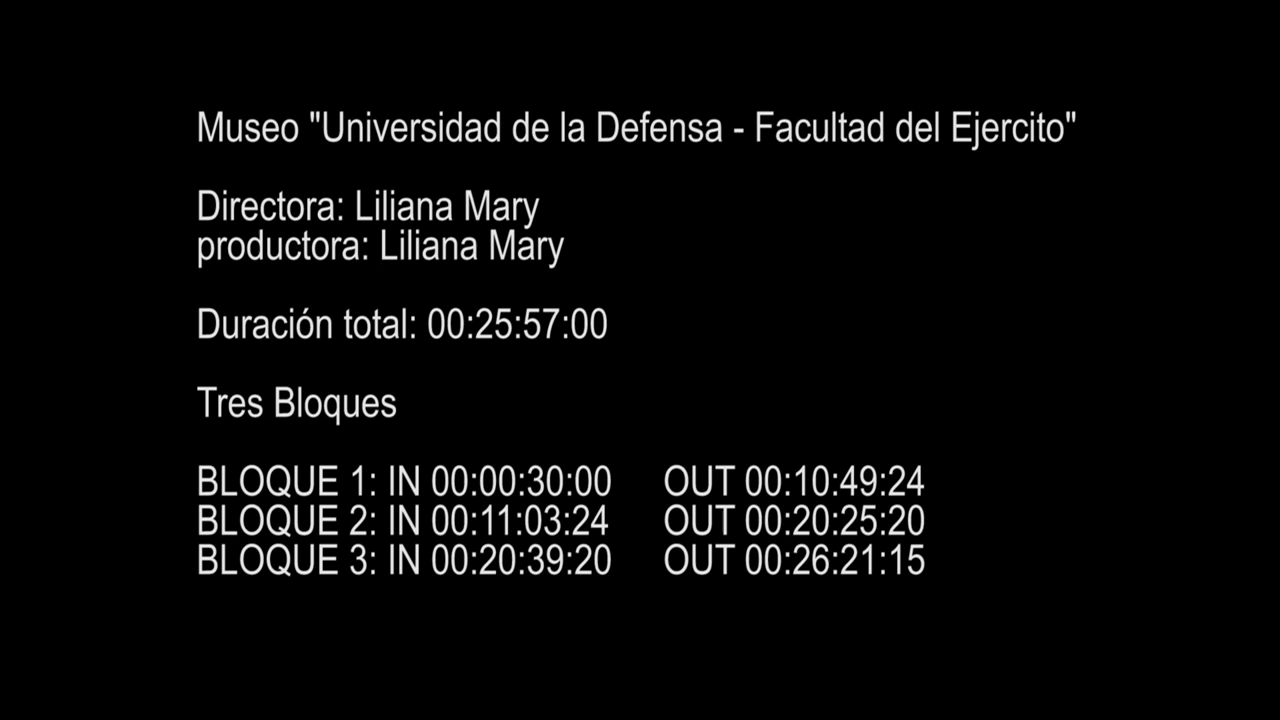 Museo "Universidad de la Defensa - Facultad del Ejercito"
Directora: Liliana Mary
productora: Liliana Mary
Duración total: 00:25:57:00
Tres Bloques
BLOQUE 1: IN 00:00:30:00 OUT 00:10:49:24
BLOQUE 2: IN 00:11:03:24 OUT 00:20:25:20
BLOQUE 3: IN 00:20:39:20 OUT 00:26:21:15